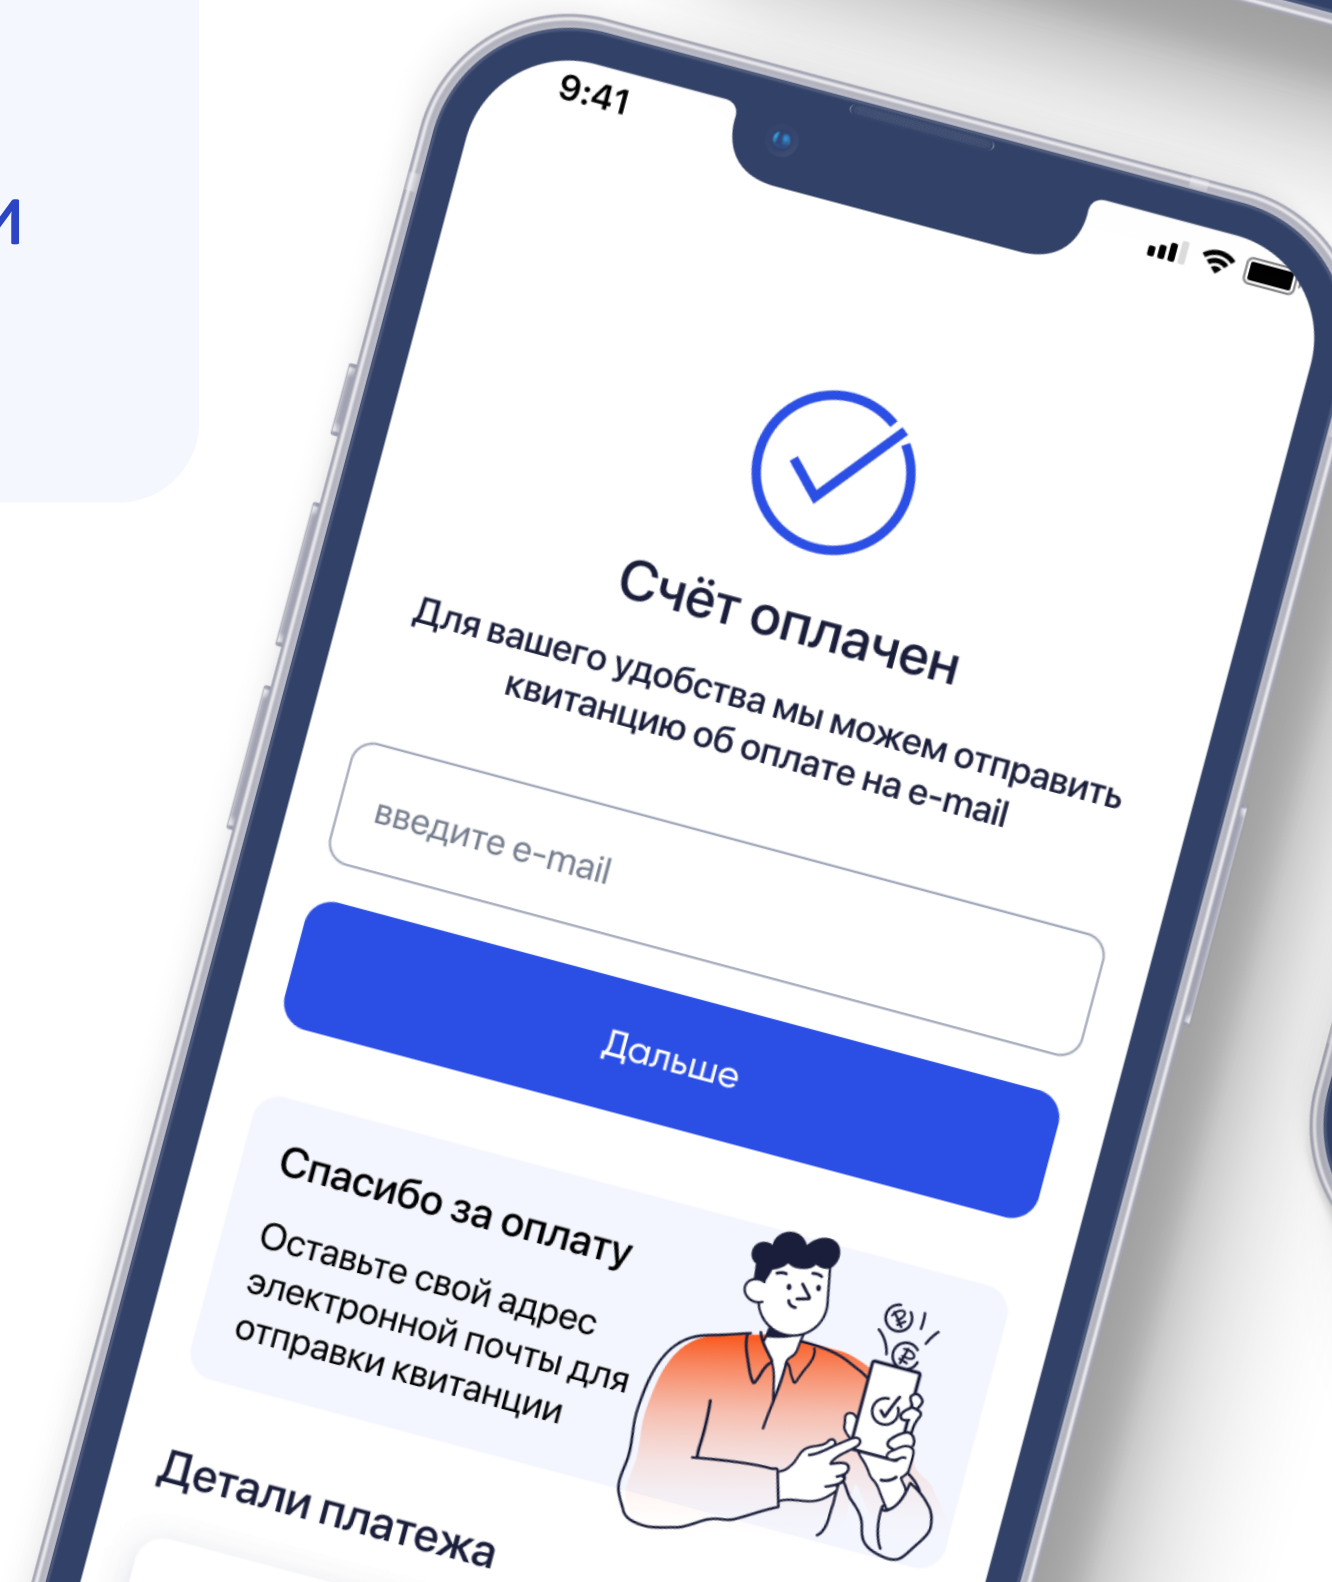 и
9:41
Счёт оплачен
Для вашего удобства мы можем отправить
квитанцию об оплате на e-mail
введите e-mail
Дальше
Спасибо за оплату
Оставьте свой адрес
электронной почты для
отправки квитанции
Детали платежа